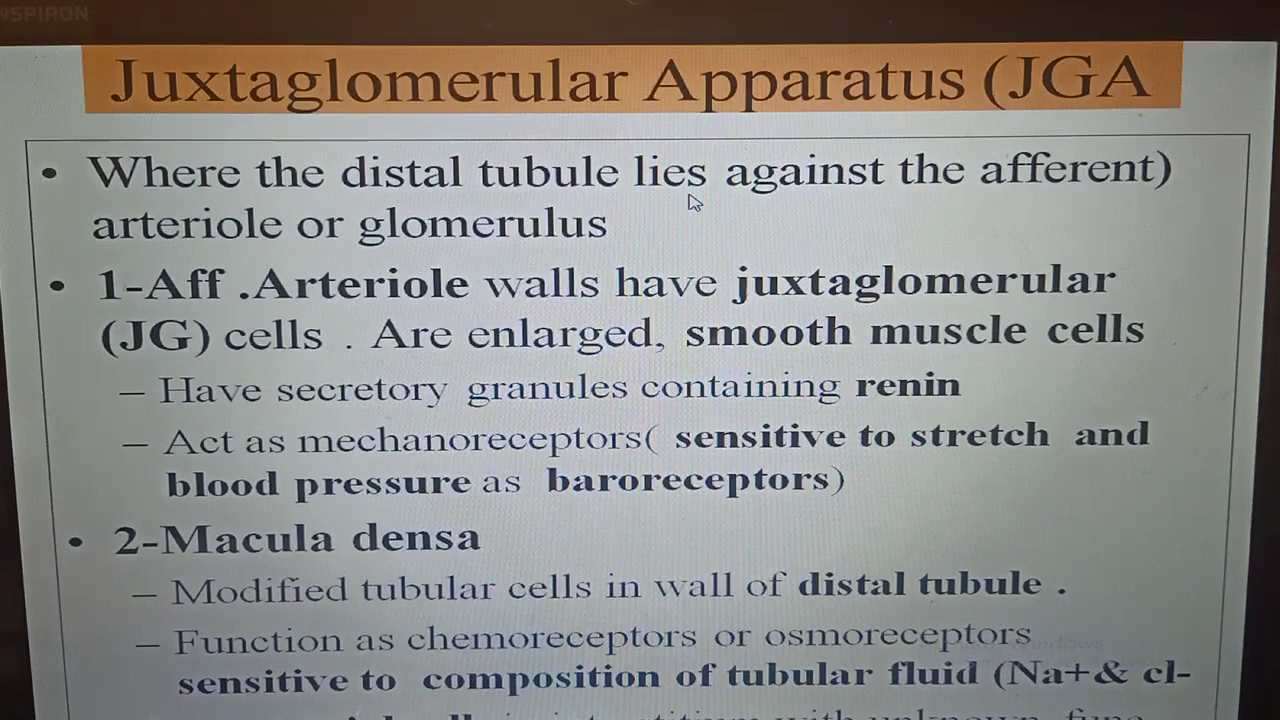 NSPIRON
Juxtaglomerular Apparatus (JGA
• Where the distal tubule lies against the afferent)
arteriole or glomerulus
• 1-Aff .Arteriole walls have juxtaglomerular
(JG) cells . Are enlarged, smooth muscle cells
– Have secretory granules containing renin
– Act as mechanoreceptors( sensitive to stretch and
blood pressure as baroreceptors)
• 2-Macula densa
– Modified tubular cells in wall of distal tubule .
– Function as chemoreceptors or osmoreceptors
sensitive to composition of tubular fluid (Na+& cl-